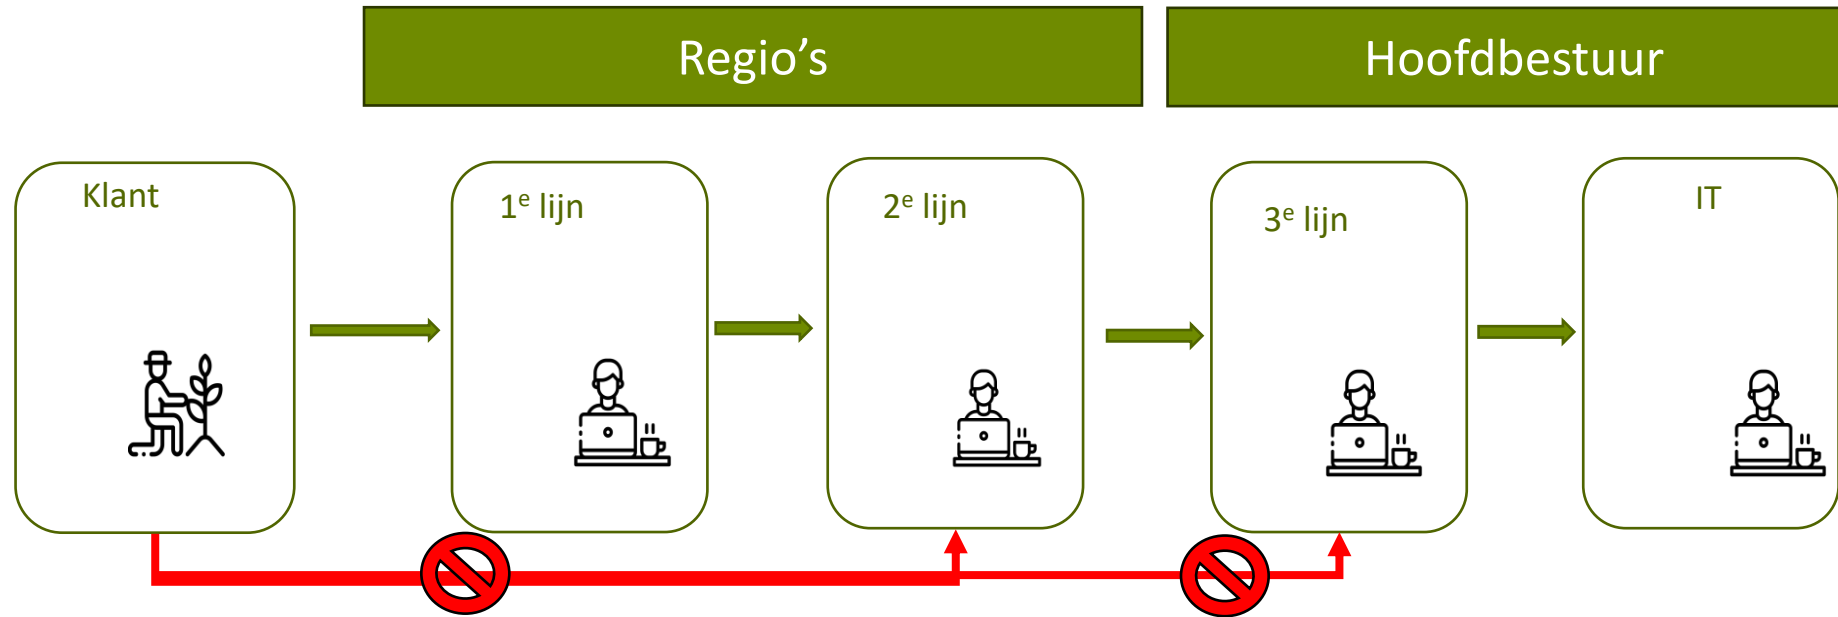 Regio’s
Hoofdbestuur
Klant
1e lijn
2e lijn
3e lijn
IT